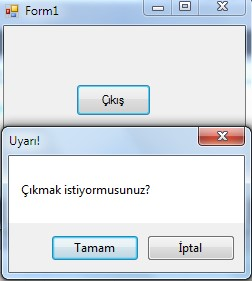 Form1
Çıkış
Uyarı!
Çıkmak istiyormusunuz?
Tamam İptal